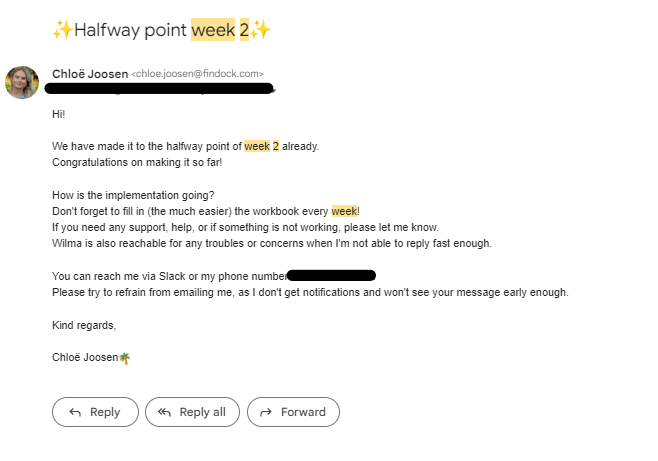 ✨Halfway point week 2✨
Chloë Joosen <chloe.joosen@findock.com>
Hi!
We have made it to the halfway point of week 2 already.
Congratulations on making it so far!
How is the implementation going?
Don't forget to fill in (the much easier) the workbook every week!
If you need any support, help, or if something is not working, please let me know.
Wilma is also reachable for any troubles or concerns when I'm not able to reply fast enough.
You can reach me via Slack or my phone number
Please try to refrain from emailing me, as I don't get notifications and won't see your message early enough.
Kind regards,
Chloë Joosen🌴
Reply Reply all Forward